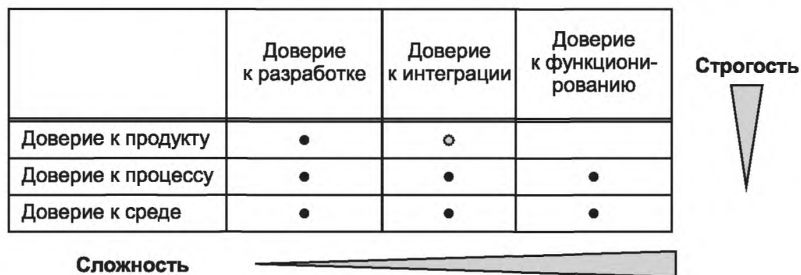 Доверие
к разработке
Доверие
к интеграции
Доверие
к функциони-
рованию
Строгость
Доверие к продукту
Доверие к процессу
Доверие к среде
Сложность